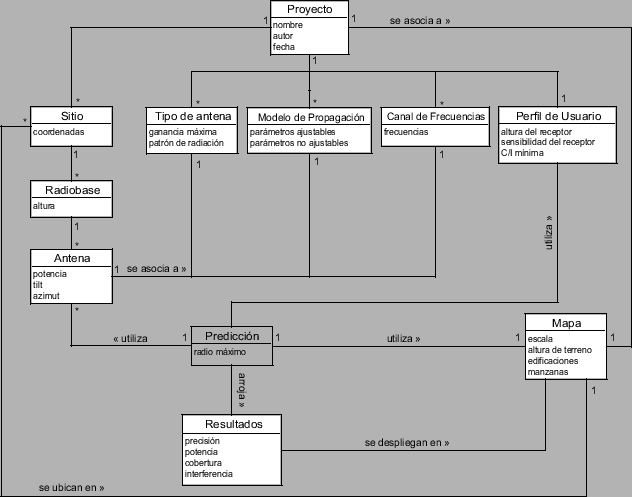 Proyecto
nombre
autor
fecha
1
1
1
se asocia a »
*
*
*
*
1
*
Sitio
coordenadas
Tipo de antena
ganancia máxima
patrón de radiación
Modelo de Propagación
parámetros ajustables
parámetros no ajustables
Canal de Frecuencias
frecuencias
Perfil de Usuario
altura del receptor
sensibilidad del receptor
C/I mínima
1
1
1
1
*
Radiobase
altura
1
*
utiliza »
Antena
potencia
tilt
azimut
1
se asocia a »
*
« utiliza
1
Predicción
radio máximo
1
utiliza »
1
Mapa
escala
altura de terreno
edificaciones
manzanas
1
1
arroja »
Resultados
precisión
potencia
cobertura
interferencia
se despliegan en »
se ubican en »